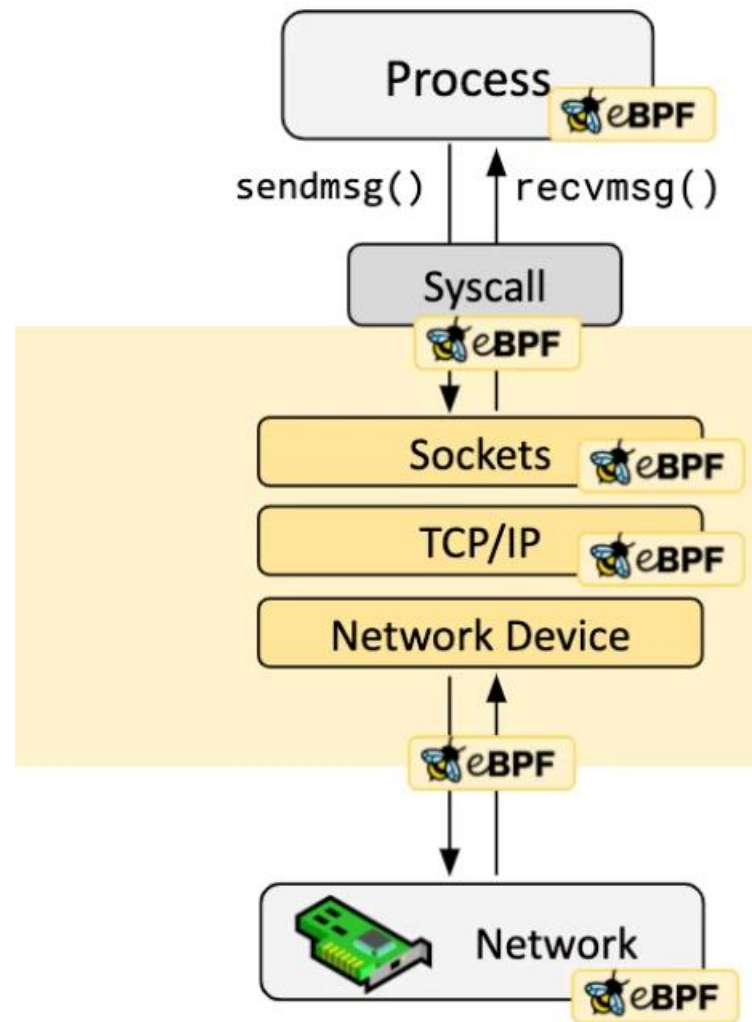 Process
eBPF
sendmsg()
recvmsg()
Syscall
eBPF
Sockets
eBPF
TCP/IP
eBPF
Network Device
eBPF
Network
eBPF